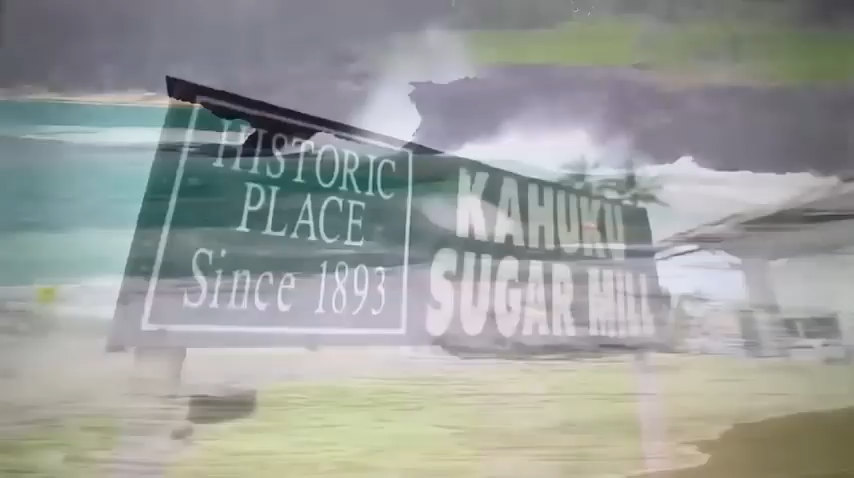 HISTORIC
PLACE
Since 1893
KAHUKU
SUGAR MILL